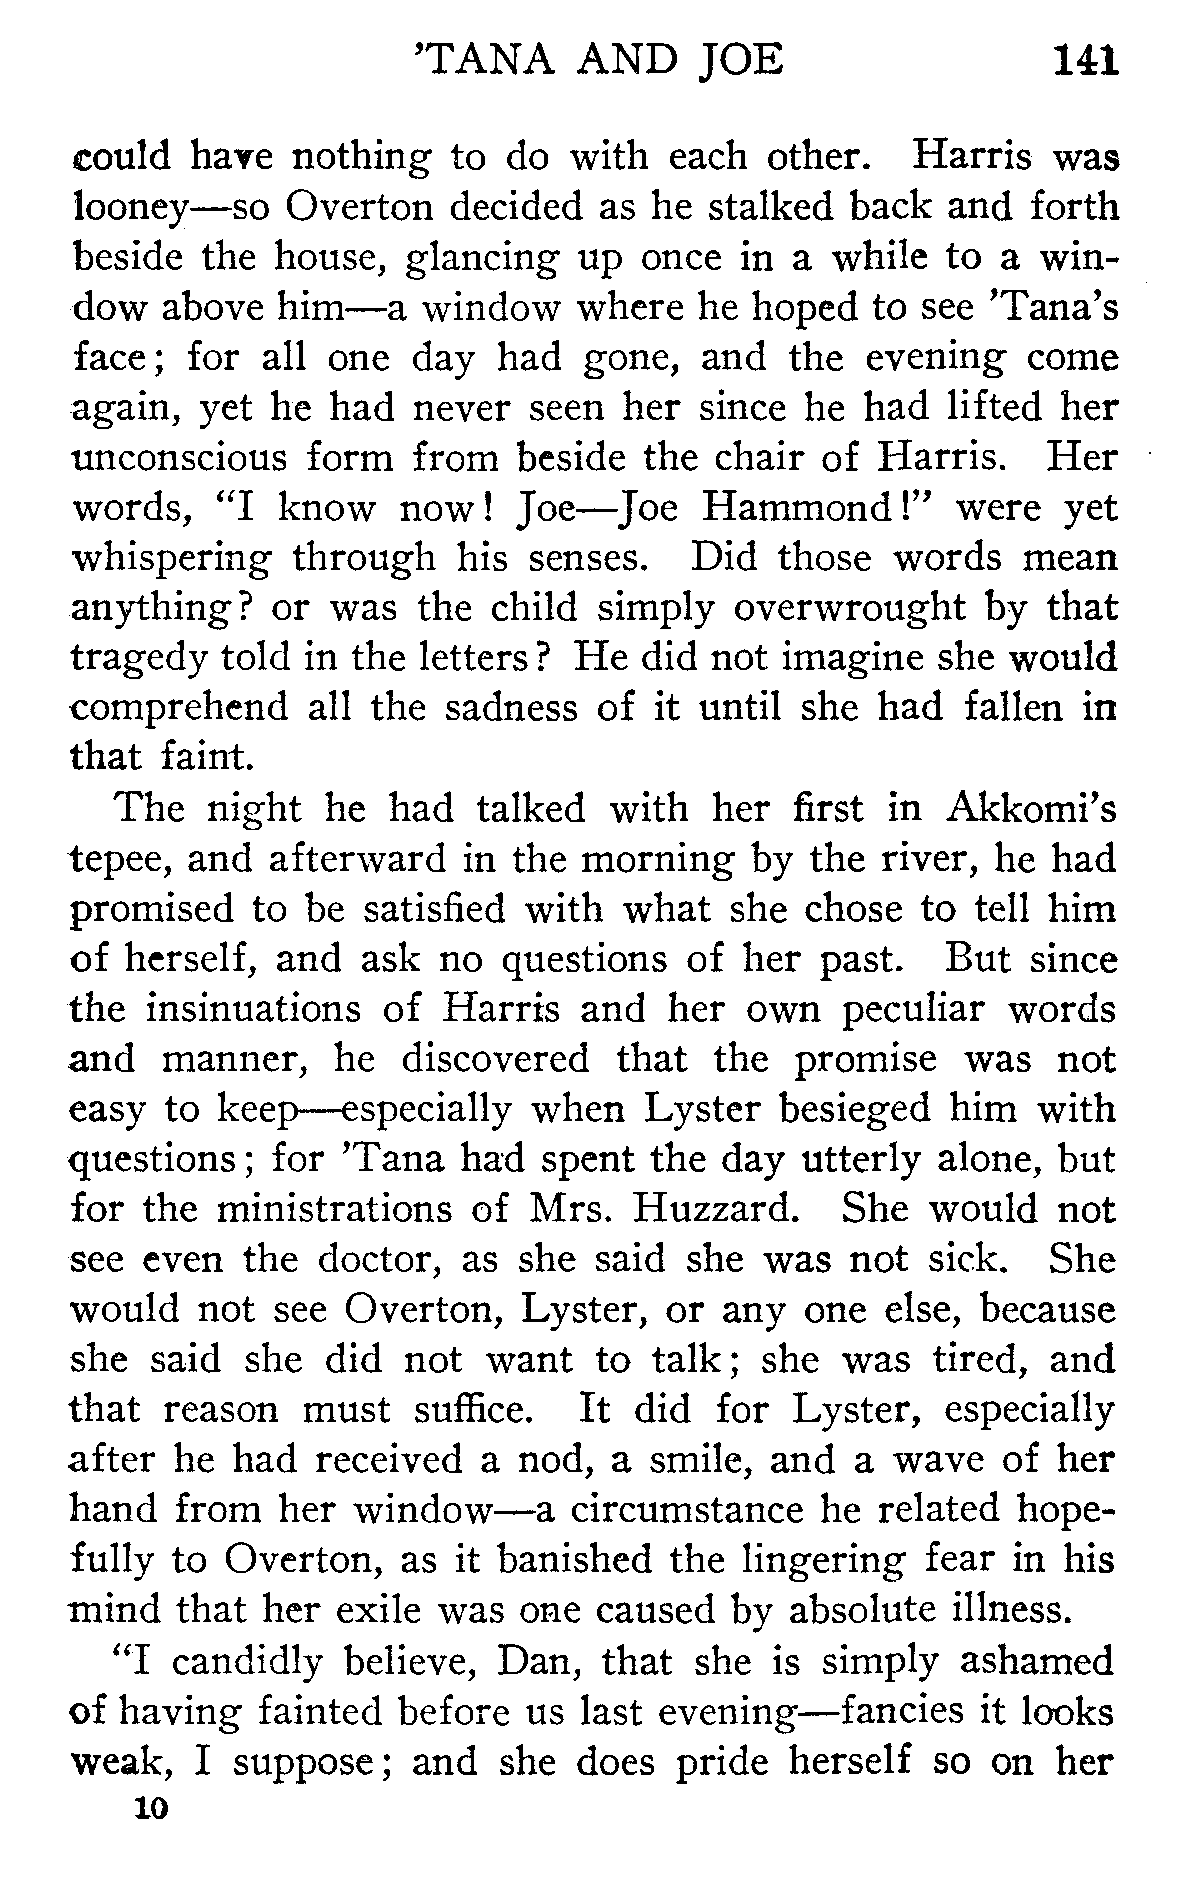 'TANA AND JOE 141
could have nothing to do with each other. Harris was
looney—so Overton decided as he stalked back and forth
beside the house, glancing up once in a while to a win-
dow above him—a window where he hoped to see 'Tana's
face; for all one day had gone, and the evening come
again, yet he had never seen her since he had lifted her
unconscious form from beside the chair of Harris. Her
words, "I know now! Joe—Joe Hammond!" were yet
whispering through his senses. Did those words mean
anything? or was the child simply overwrought by that
tragedy told in the letters? He did not imagine she would
comprehend all the sadness of it until she had fallen in
that faint.
The night he had talked with her first in Akkomi's
tepee, and afterward in the morning by the river, he had
promised to be satisfied with what she chose to tell him
of herself, and ask no questions of her past. But since
the insinuations of Harris and her own peculiar words
and manner, he discovered that the promise was not
easy to keep—especially when Lyster besieged him with
questions; for 'Tana had spent the day utterly alone, but
for the ministrations of Mrs. Huzzard. She would not
see even the doctor, as she said she was not sick. She
would not see Overton, Lyster, or any one else, because
she said she did not want to talk; she was tired, and
that reason must suffice. It did for Lyster, especially
after he had received a nod, a smile, and a wave of her
hand from her window—a circumstance he related hope-
fully to Overton, as it banished the lingering fear in his
mind that her exile was one caused by absolute illness.
"I candidly believe, Dan, that she is simply ashamed
of having fainted before us last evening—fancies it looks
weak, I suppose; and she does pride herself so on her
10